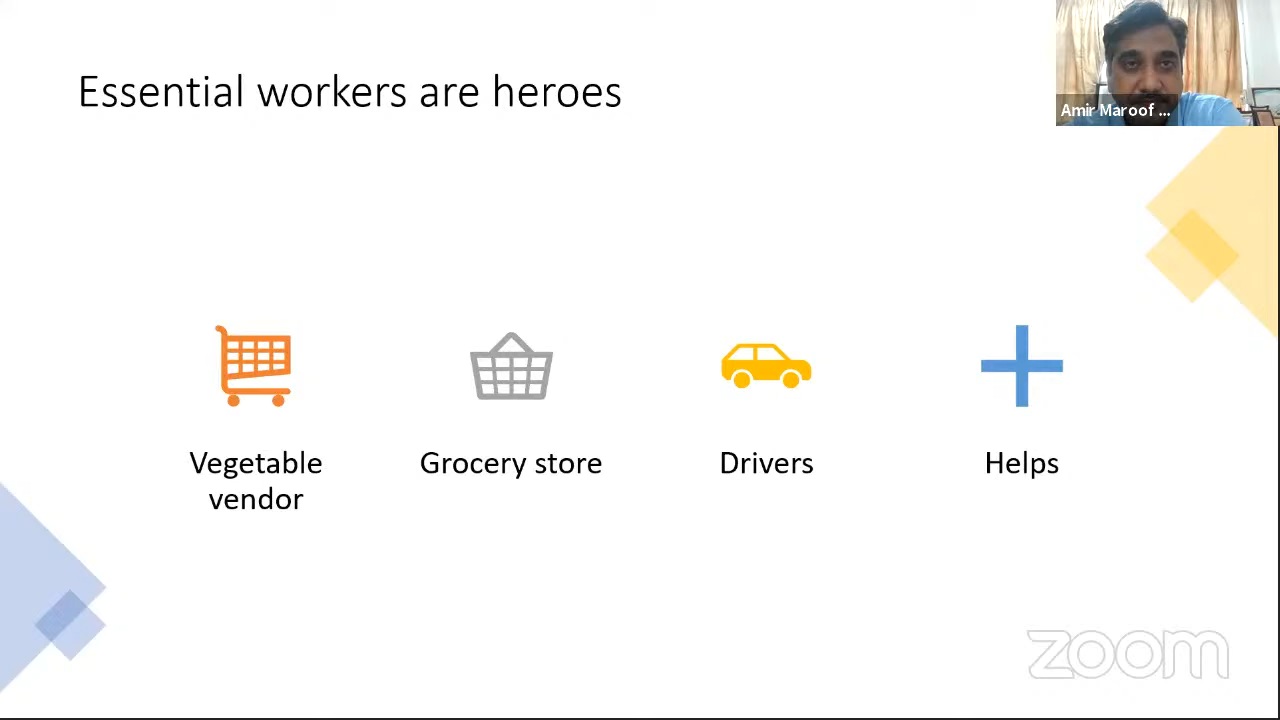 Essential workers are heroes
Amir Maroof ...
Vegetable
vendor
Grocery store
Drivers
Helps
zoom